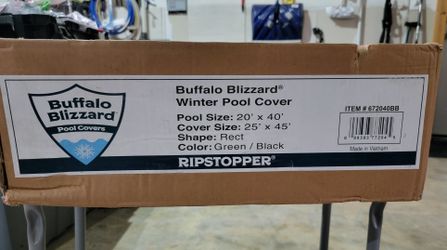 Buffalo
Blizzard
Pool Covers
Buffalo Blizzard®
Winter Pool Cover
Pool Size: 20' x 40'
Cover Size: 25' x 45'
Shape: Rect
Color: Green / Black
RIPSTOPPER®
ITEM # 672040BB
Made in Vietnam